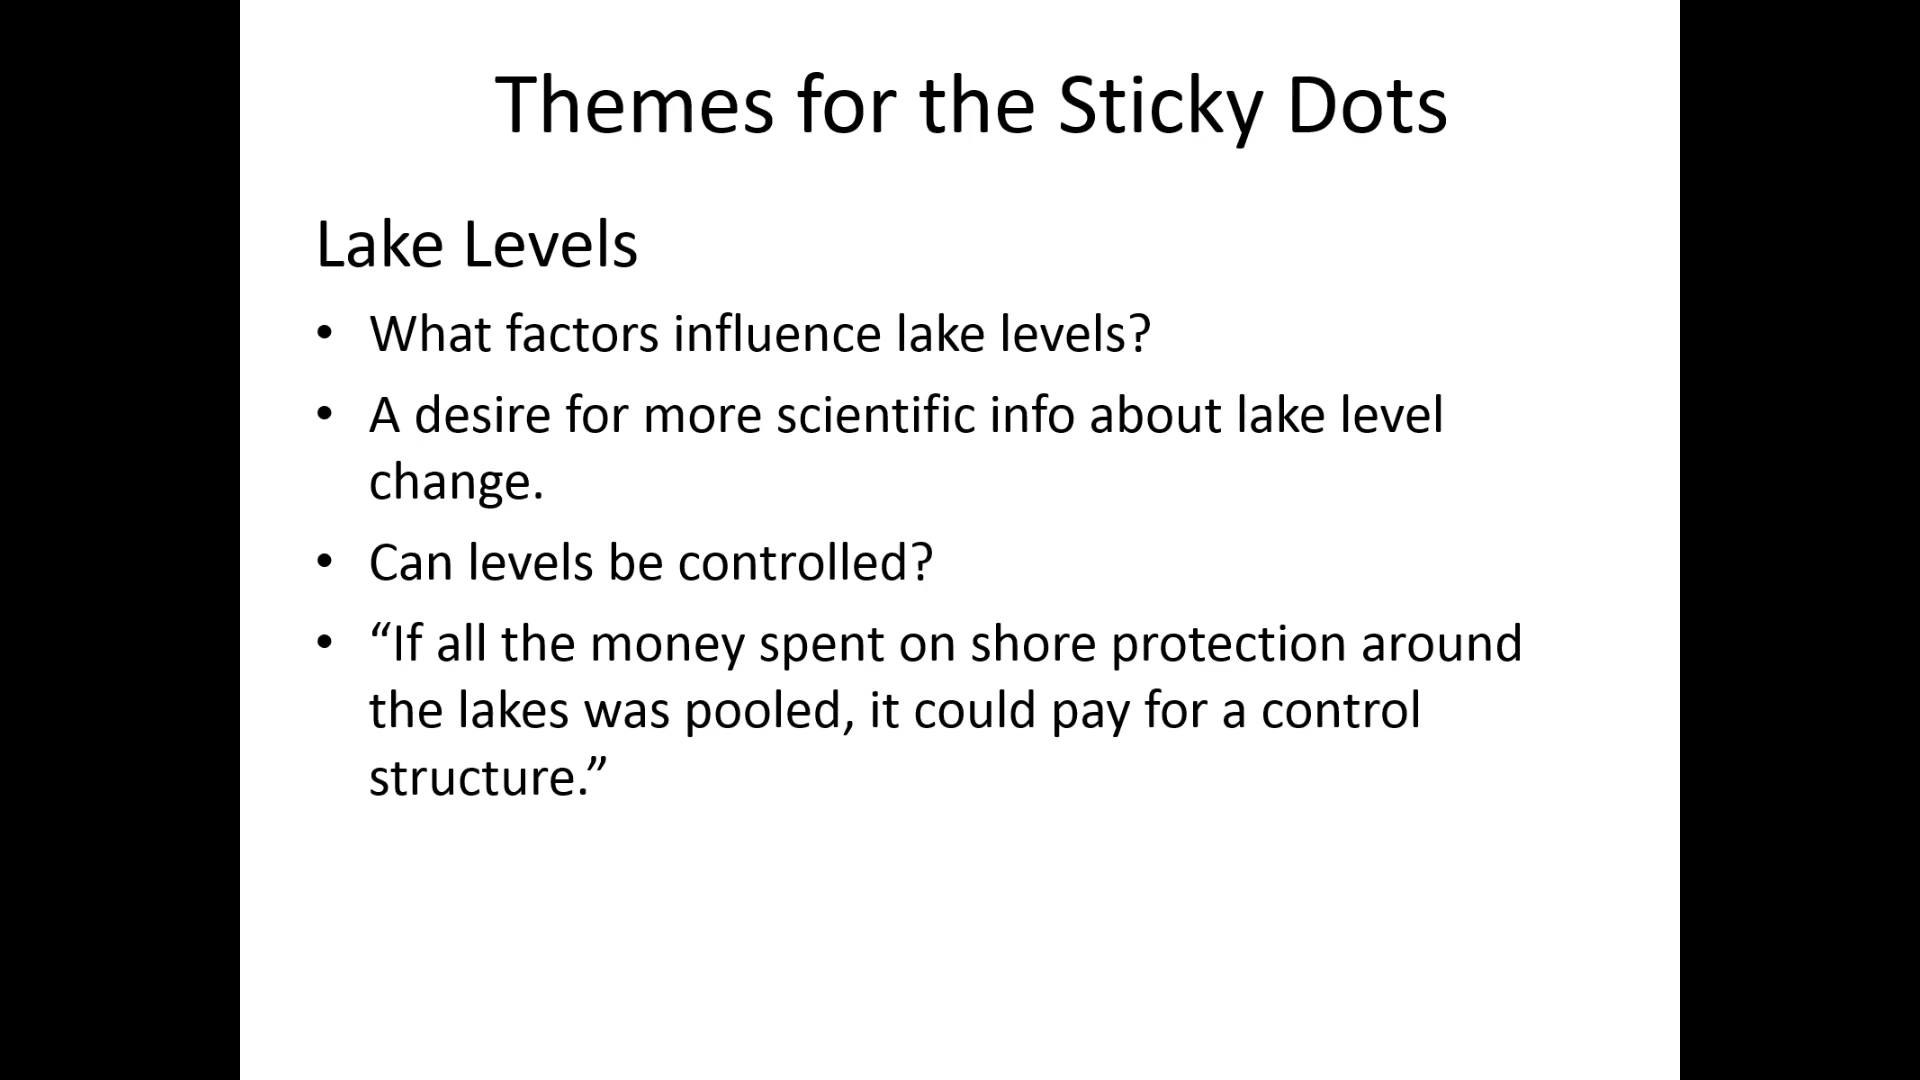 Themes for the Sticky Dots
Lake Levels
• What factors influence lake levels?
• A desire for more scientific info about lake level
change.
• Can levels be controlled?
• “If all the money spent on shore protection around
the lakes was pooled, it could pay for a control
structure.”